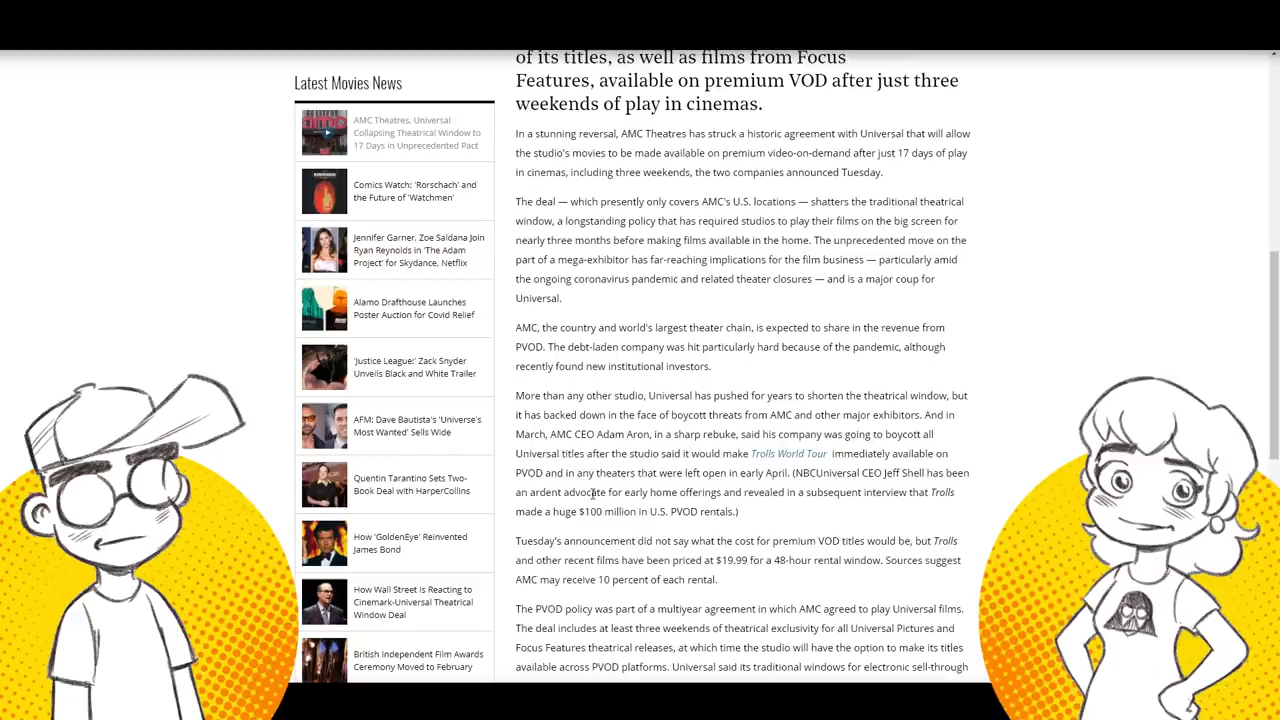 Latest Movies News
AMC Theatres, Universal
Collapsing Theatrical Window to
17 Days in Unprecedented Pact
Comics Watch: 'Rorschach' and
the Future of 'Watchmen'
Jennifer Garner, Zoe Saldana Join
Ryan Reynolds in 'The Adam
Project' for Skydance, Netflix
Alamo Drafthouse Launches
Poster Auction for Covid Relief
'Justice League:' Zack Snyder
Unveils Black and White Trailer
AFM: Dave Bautista's 'Universe's
Most Wanted' Sells Wide
Quentin Tarantino Sets Two-
Book Deal with HarperCollins
How 'GoldenEye' Reinvented
James Bond
How Wall Street Is Reacting to
Cinemark-Universal Theatrical
Window Deal
British Independent Film Awards
Ceremony Moved to February
of its titles, as well as films from Focus
Features, available on premium VOD after just three
weekends of play in cinemas.
In a stunning reversal, AMC Theatres has struck a historic agreement with Universal that will allow
the studio's movies to be made available on premium video-on-demand after just 17 days of play
in cinemas, including three weekends, the two companies announced Tuesday.
The deal — which presently only covers AMC's U.S. locations — shatters the traditional theatrical
window, a longstanding policy that has required studios to play their films on the big screen for
nearly three months before making films available in the home. The unprecedented move on the
part of a mega-exhibitor has far-reaching implications for the film business — particularly amid
the ongoing coronavirus pandemic and related theater closures — and is a major coup for
Universal.
AMC, the country and world's largest theater chain, is expected to share in the revenue from
PVOD. The debt-laden company was hit particularly hard because of the pandemic, although
recently found new institutional investors.
More than any other studio, Universal has pushed for years to shorten the theatrical window, but
it has backed down in the face of boycott threats from AMC and other major exhibitors. And in
March, AMC CEO Adam Aron, in a sharp rebuke, said his company was going to boycott all
Universal titles after the studio said it would make Trolls World Tour immediately available on
PVOD and in any theaters that were left open in early April. (NBCUniversal CEO Jeff Shell has been
an ardent advocate for early home offerings and revealed in a subsequent interview that Trolls
made a huge $100 million in U.S. PVOD rentals.)
Tuesday's announcement did not say what the cost for premium VOD titles would be, but Trolls
and other recent films have been priced at $19.99 for a 48-hour rental window. Sources suggest
AMC may receive 10 percent of each rental.
The PVOD policy was part of a multiyear agreement in which AMC agreed to play Universal films.
The deal includes at least three weekends of theatrical exclusivity for all Universal Pictures and
Focus Features theatrical releases, at which time the studio will have the option to make its titles
available across PVOD platforms. Universal said its traditional windows for electronic sell-through